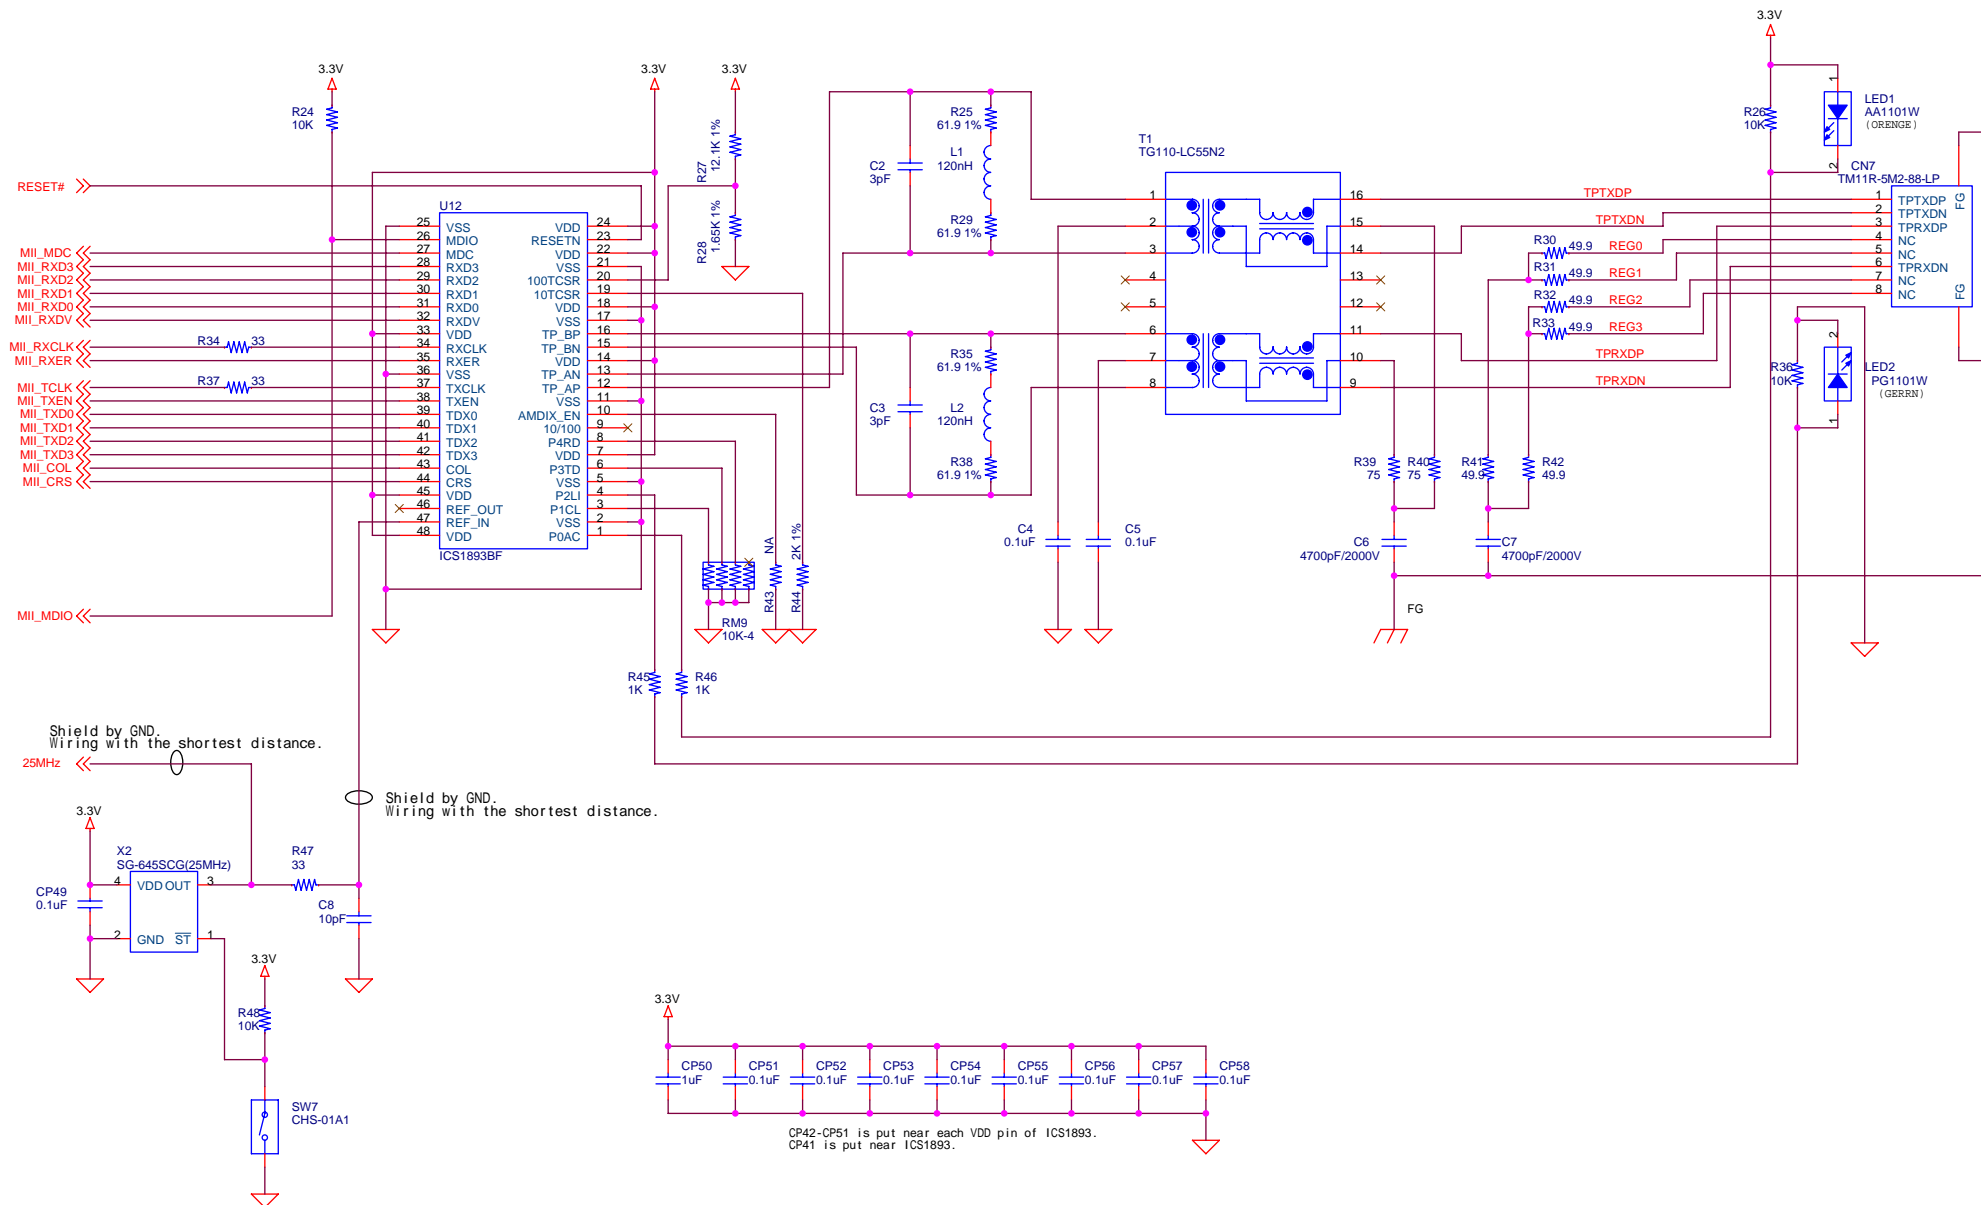 3.3V
3.3V
3.3V
3.3V
R24
10K
R27
12.1K 1%
R28
1.65K 1%
RESET#
MII_MDC
MII_RXD3
MII_RXD2
MII_RXD1
MII_RXD0
MII_RXDV
MII_RXCLK
MII_RXER
MII_TCLK
MII_TXEN
MII_TXD0
MII_TXD1
MII_TXD2
MII_TXD3
MII_COL
MII_CRS
MII_MDIO
R34 33
R37 33
U12
25 VSS VDD 24
26 MDIO RESETN 23
27 MDC VDD 22
28 RXD3 VSS 21
29 RXD2 100TCSR 20
30 RXD1 10TCSR 19
31 RXD0 VDD 18
32 RXDV VSS 17
33 VDD TP_BP 16
34 RXCLK TP_BN 15
35 RXER VDD 14
36 VSS TP_AN 13
37 TXCLK TP_AP 12
38 TXEN VSS 11
39 TDX0 AMDIX_EN 10
40 TDX1 10/100 9
41 TDX2 P4RD 8
42 TDX3 VDD 7
43 COL P3TD 6
44 CRS VSS 5
45 VDD P2LI 4
46 REF_OUT P1CL 3
47 REF_IN VSS 2
48 VDD P0AC 1
ICS1893BF
C2
3pF
R25
61.9 1%
L1
120nH
R29
61.9 1%
C3
3pF
R35
61.9 1%
L2
120nH
R38
61.9 1%
T1
TG110-LC55N2
1 16
2 15
3 14
4 13
5 12
6 11
7 10
8 9
TPTXDP
TPTXDN
R30 49.9 REG0
R31 49.9 REG1
R32 49.9 REG2
R33 49.9 REG3
TPRXDP
TPRXDN
R26
10K
1
LED1
AA1101W
(ORENGE)
2
CN7
TM11R-5M2-88-LP
1 TPTXDP
2 TPTXDN
3 TPRXDP
4 NC
5 NC
6 TPRXDN
7 NC
8 NC
FG
FG
R36
10K
2
LED2
PG1101W
(GERRN)
1
R39
75
R40
75
R41
49.9
R42
49.9
C4
0.1uF
C5
0.1uF
C6
4700pF/2000V
C7
4700pF/2000V
FG
RM9
10K-4
R43
NA
R44
2K 1%
R45
1K
R46
1K
Shield by GND.
Wiring with the shortest distance.
25MHz
Shield by GND.
Wiring with the shortest distance.
3.3V
X2
SG-645SCG(25MHz)
4 VDD OUT 3
2 GND ST 1
CP49
0.1uF
R47
33
C8
10pF
3.3V
R48
10K
SW7
CHS-01A1
3.3V
CP50
1uF
CP51
0.1uF
CP52
0.1uF
CP53
0.1uF
CP54
0.1uF
CP55
0.1uF
CP56
0.1uF
CP57
0.1uF
CP58
0.1uF
CP42-CP51 is put near each VDD pin of ICS1893.
CP41 is put near ICS1893.